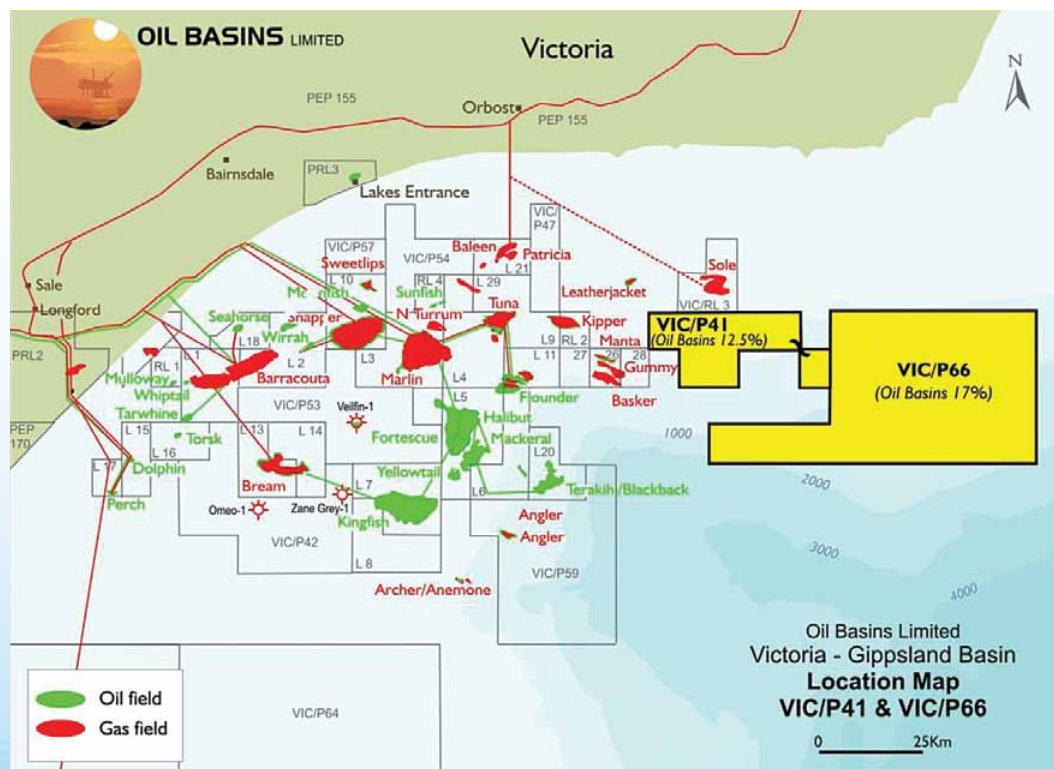 OIL BASINS LIMITED
Victoria
N
PEP 155
Orbost
PEP 155
Bairnsdale
PRL3
Lakes Entrance
VIC/P47
VIC/P57
VIC/P54
Baleen
Patricia
L 21
Sweetlips
L 10
RL 4
L 29
Sole
Leatherjacket
VIC/RL 3
Sale
Longford
Sunfish
Tuna
Seahorse
Snapper
N Turrum
Kipper
VIC/P41
(Oil Basins 12.5%)
Wirrah
L18
L 2
L3
L9
RL 2
Manta
PRL2
RL 1
L 1
Marlin
L4
L 11
27
26
28
Gummy
VIC/P66
(Oil Basins 17%)
Mulloway
Barracouta
Whiptail
Flounder
Basker
Tarwhine
VIC/P53
Veilfin-1
L5
Halibut
PEP 170
L 15
Torsk
L 13
L 14
Fortescue
Mackeral
1000
L 16
L 17
Dolphin
Yellowtail
L20
2000
Bream
L 7
L6
Terakihi/Blackback
Perch
Omeo-1
Zane Grey-1
Kingfish
Angler
Angler
3000
VIC/P42
L 8
VIC/P59
Archer/Anemone
4000
Oil Basins Limited
Victoria - Gippsland Basin
Location Map
VIC/P41 & VIC/P66
Oil field
Gas field
VIC/P64
0 25Km